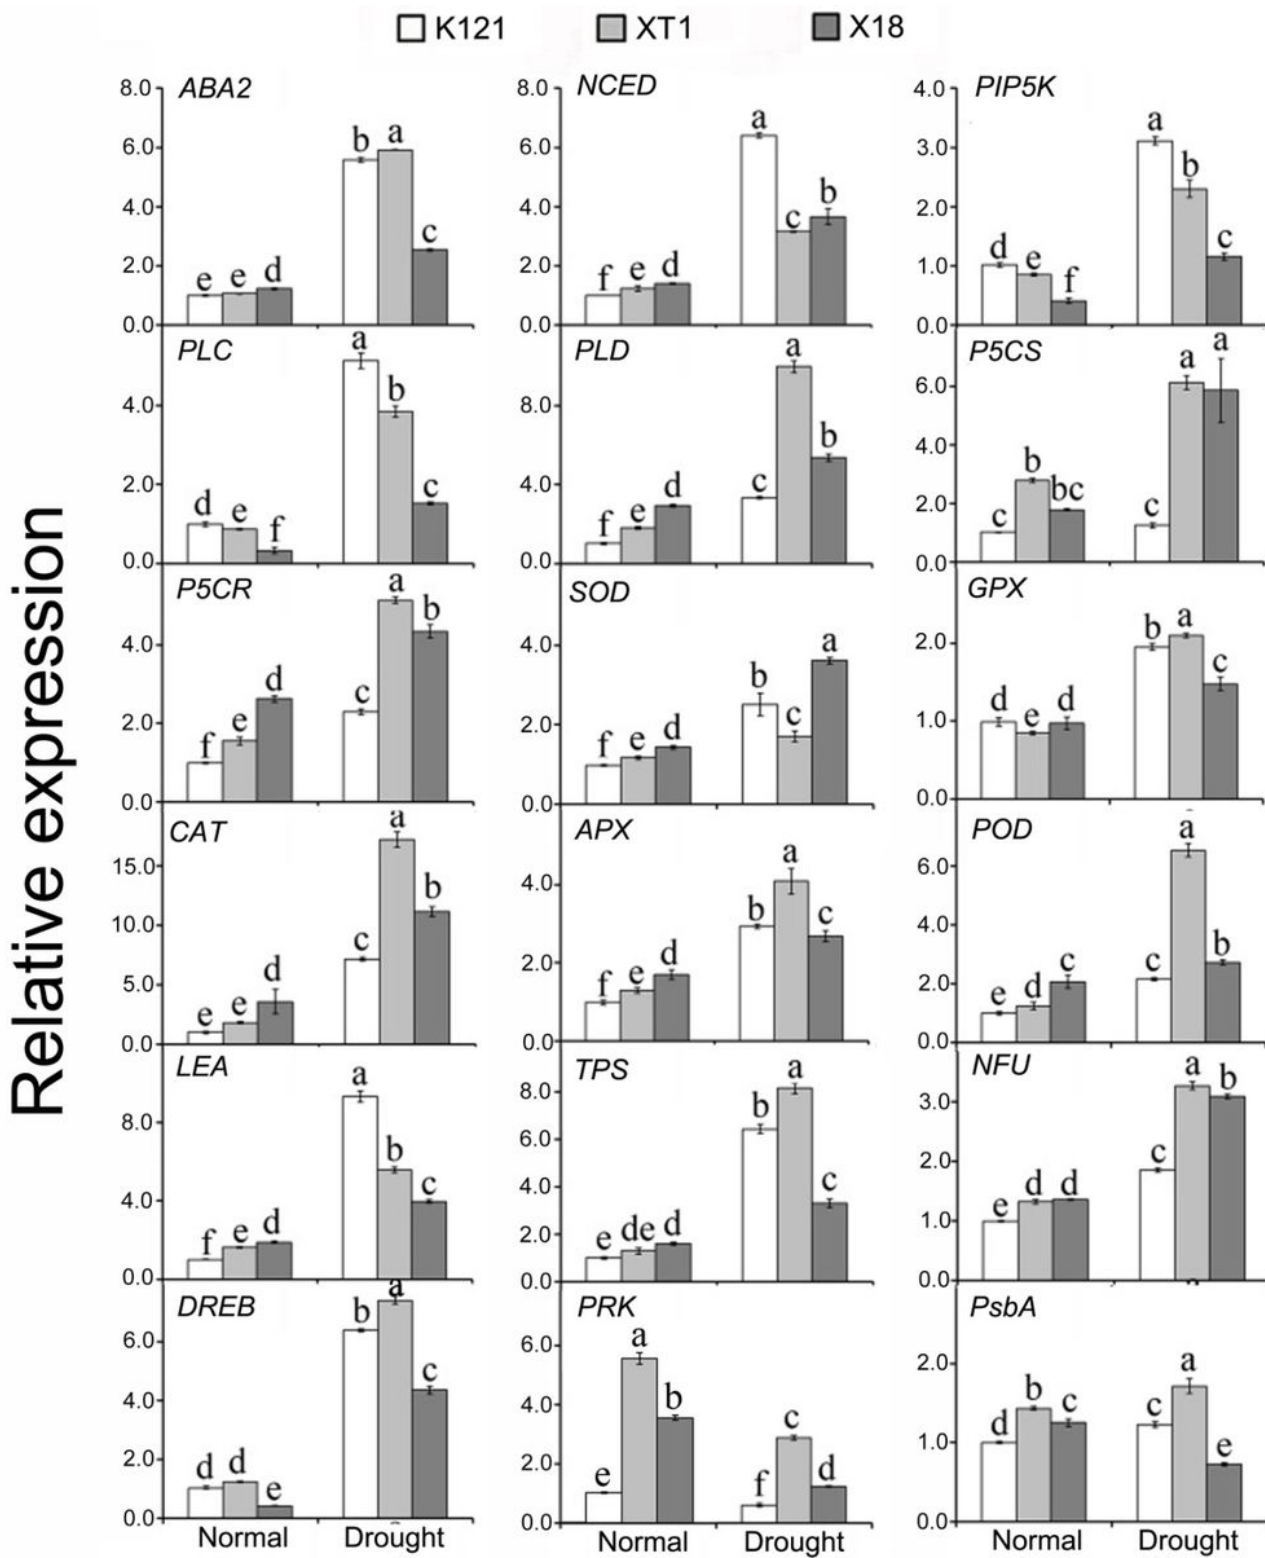 K121 XT1 X18
Relative expression
ABA2
8.0
6.0
4.0
2.0
0.0
e e d b a c
NCED
8.0
6.0
4.0
2.0
0.0
f e d a c b
PIP5K
4.0
3.0
2.0
1.0
0.0
d e f a b c
PLC
4.0
2.0
0.0
d e f a b c
PLD
8.0
4.0
0.0
f e d c a b
P5CS
6.0
4.0
2.0
0.0
c b bc c a a
P5CR
4.0
2.0
0.0
f e d c a b
SOD
4.0
2.0
0.0
f e d b c a
GPX
2.0
1.0
0.0
d e d b a c
CAT
15.0
10.0
5.0
0.0
e e d c a b
APX
4.0
2.0
0.0
f e d b a c
POD
6.0
4.0
2.0
0.0
e d c c a b
LEA
8.0
4.0
0.0
f e d a b c
TPS
8.0
6.0
4.0
2.0
0.0
e de d b a c
NFU
3.0
2.0
1.0
0.0
e d d c a b
DREB
6.0
4.0
2.0
0.0
d d e b a c
Normal Drought
PRK
6.0
4.0
2.0
0.0
e a b f c d
Normal Drought
PsbA
2.0
1.0
0.0
d b c c a e
Normal Drought